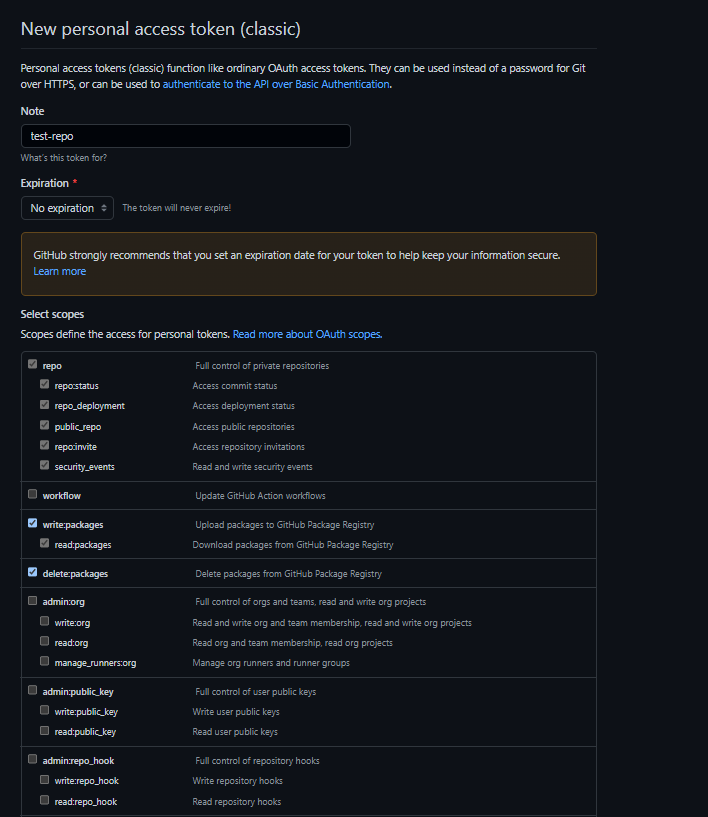 New personal access token (classic)
Personal access tokens (classic) function like ordinary OAuth access tokens. They can be used instead of a password for Git
over HTTPS, or can be used to authenticate to the API over Basic Authentication.
Note
test-repo
What's this token for?
Expiration *
No expiration The token will never expire!
GitHub strongly recommends that you set an expiration date for your token to help keep your information secure.
Learn more
Select scopes
Scopes define the access for personal tokens. Read more about OAuth scopes.
repo Full control of private repositories
repo:status Access commit status
repo_deployment Access deployment status
public_repo Access public repositories
repo:invite Access repository invitations
security_events Read and write security events
workflow Update GitHub Action workflows
write:packages Upload packages to GitHub Package Registry
read:packages Download packages from GitHub Package Registry
delete:packages Delete packages from GitHub Package Registry
admin:org Full control of orgs and teams, read and write org projects
write:org Read and write org and team membership, read and write org projects
read:org Read org and team membership, read org projects
manage_runners:org Manage org runners and runner groups
admin:public_key Full control of user public keys
write:public_key Write user public keys
read:public_key Read user public keys
admin:repo_hook Full control of repository hooks
write:repo_hook Write repository hooks
read:repo_hook Read repository hooks